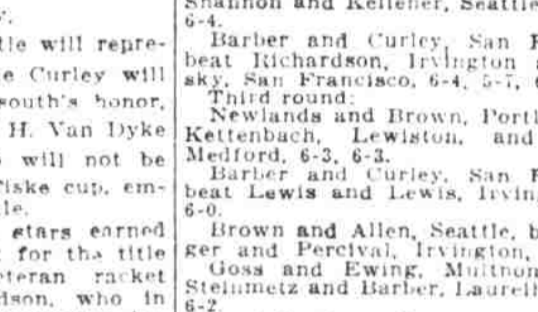 y.
tle will repre-
e Curley will
south's honor,
H. Van Dyke
will not be
Fiske cup, em-
le.
stars earned
for the title
eteran racket
dson, who in
Shannon and Kellener, Seattle
6-4.
Barber and Curley, San F
beat Richardson, Irvington
sky, San Francisco, 6-4, 5-7, 6
Third round:
Newlands and Brown, Portl
Kettenbach, Lewiston, and
Medford, 6-3, 6-3.
Barber and Curley, San F
beat Lewis and Lewis, Irving
6-0.
Brown and Allen, Seattle, b
ger and Percival, Irvington,
Goss and Ewing, Multnom
Steinmetz and Barber, Laurelh
6-2.